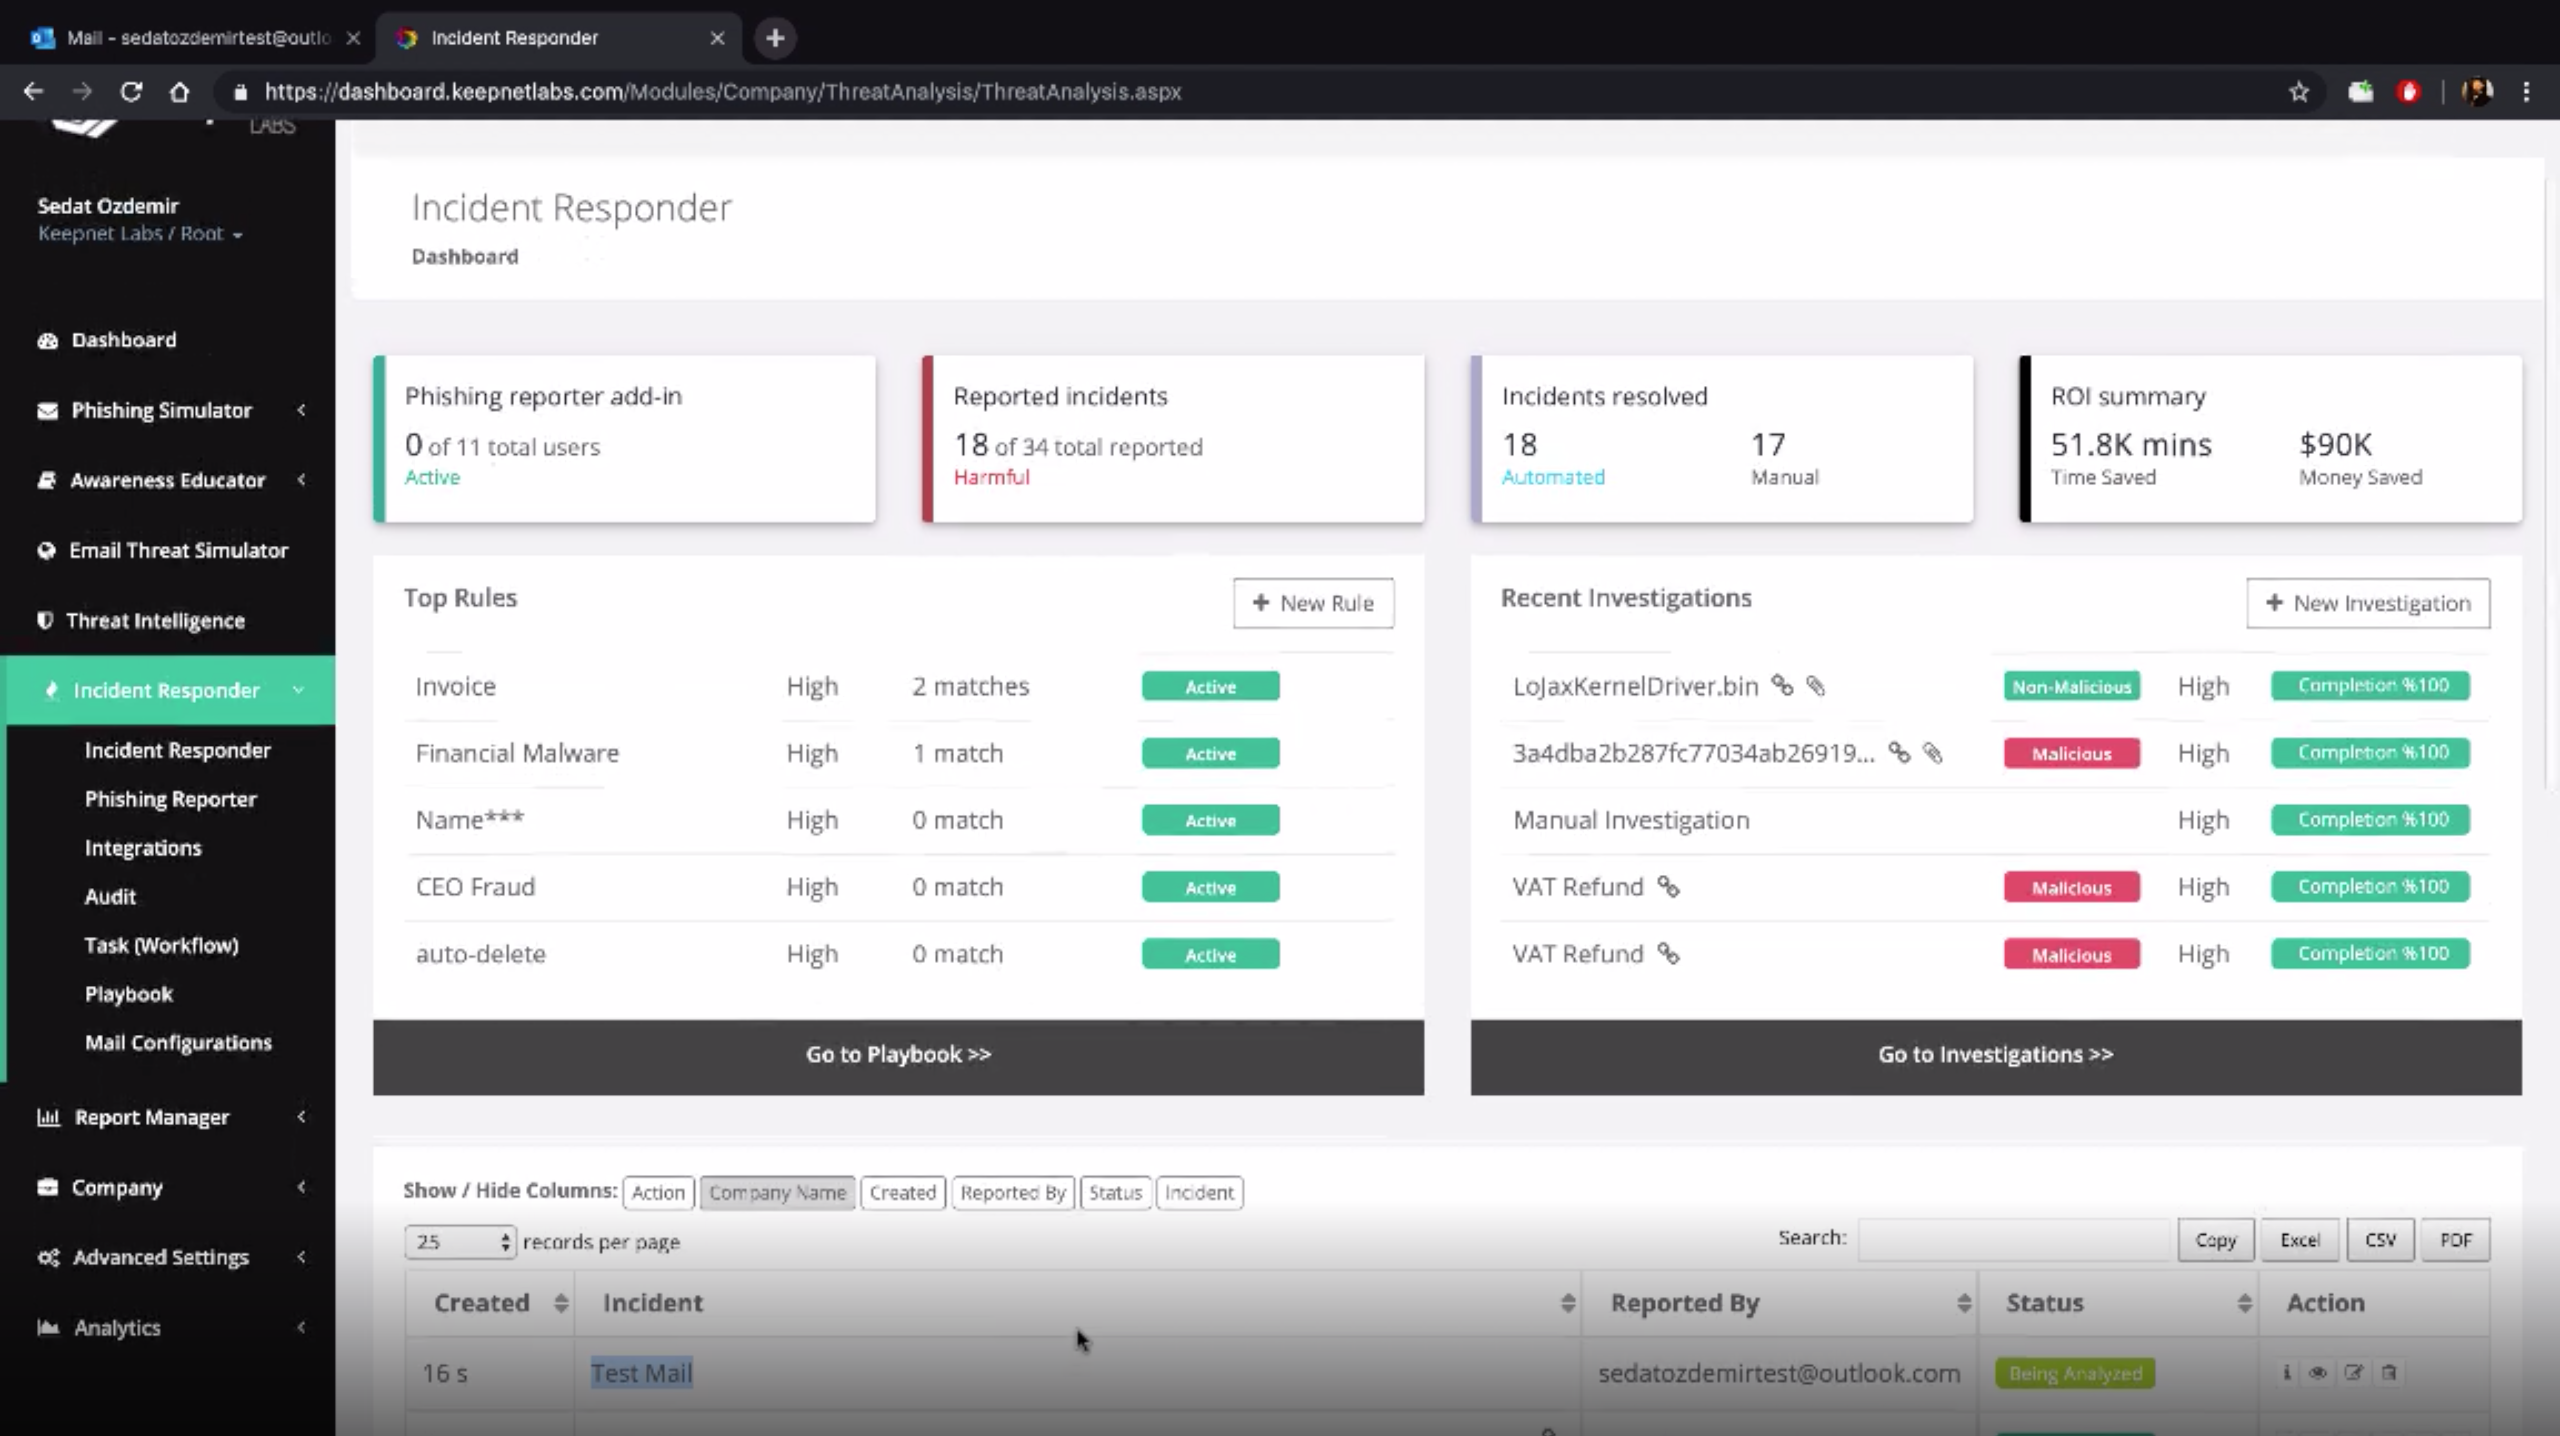 Mail - sedatozdemirtest@outlo
Incident Responder
https://dashboard.keepnetlabs.com/Modules/Company/ThreatAnalysis/ThreatAnalysis.aspx
LABS
Sedat Ozdemir
Keepnet Labs / Root
Dashboard
Phishing Simulator
Awareness Educator
Email Threat Simulator
Threat Intelligence
Incident Responder
Incident Responder
Phishing Reporter
Integrations
Audit
Task (Workflow)
Playbook
Mail Configurations
Report Manager
Company
Advanced Settings
Analytics
Incident Responder
Dashboard
Phishing reporter add-in
0 of 11 total users
Active
Reported incidents
18 of 34 total reported
Harmful
Incidents resolved
18 17
Automated Manual
ROI summary
51.8K mins $90K
Time Saved Money Saved
Top Rules
+ New Rule
Invoice High 2 matches Active
Financial Malware High 1 match Active
Name*** High 0 match Active
CEO Fraud High 0 match Active
auto-delete High 0 match Active
Go to Playbook >>
Recent Investigations
+ New Investigation
LoJaxKernelDriver.bin Non-Malicious High Completion %100
3a4dba2b287fc77034ab26919... Malicious High Completion %100
Manual Investigation High Completion %100
VAT Refund Malicious High Completion %100
VAT Refund Malicious High Completion %100
Go to Investigations >>
Show / Hide Columns: Action Company Name Created Reported By Status Incident
25 records per page
Search: Copy Excel CSV PDF
Created Incident Reported By Status Action
16 s Test Mail sedatozdemirtest@outlook.com Being Analyzed